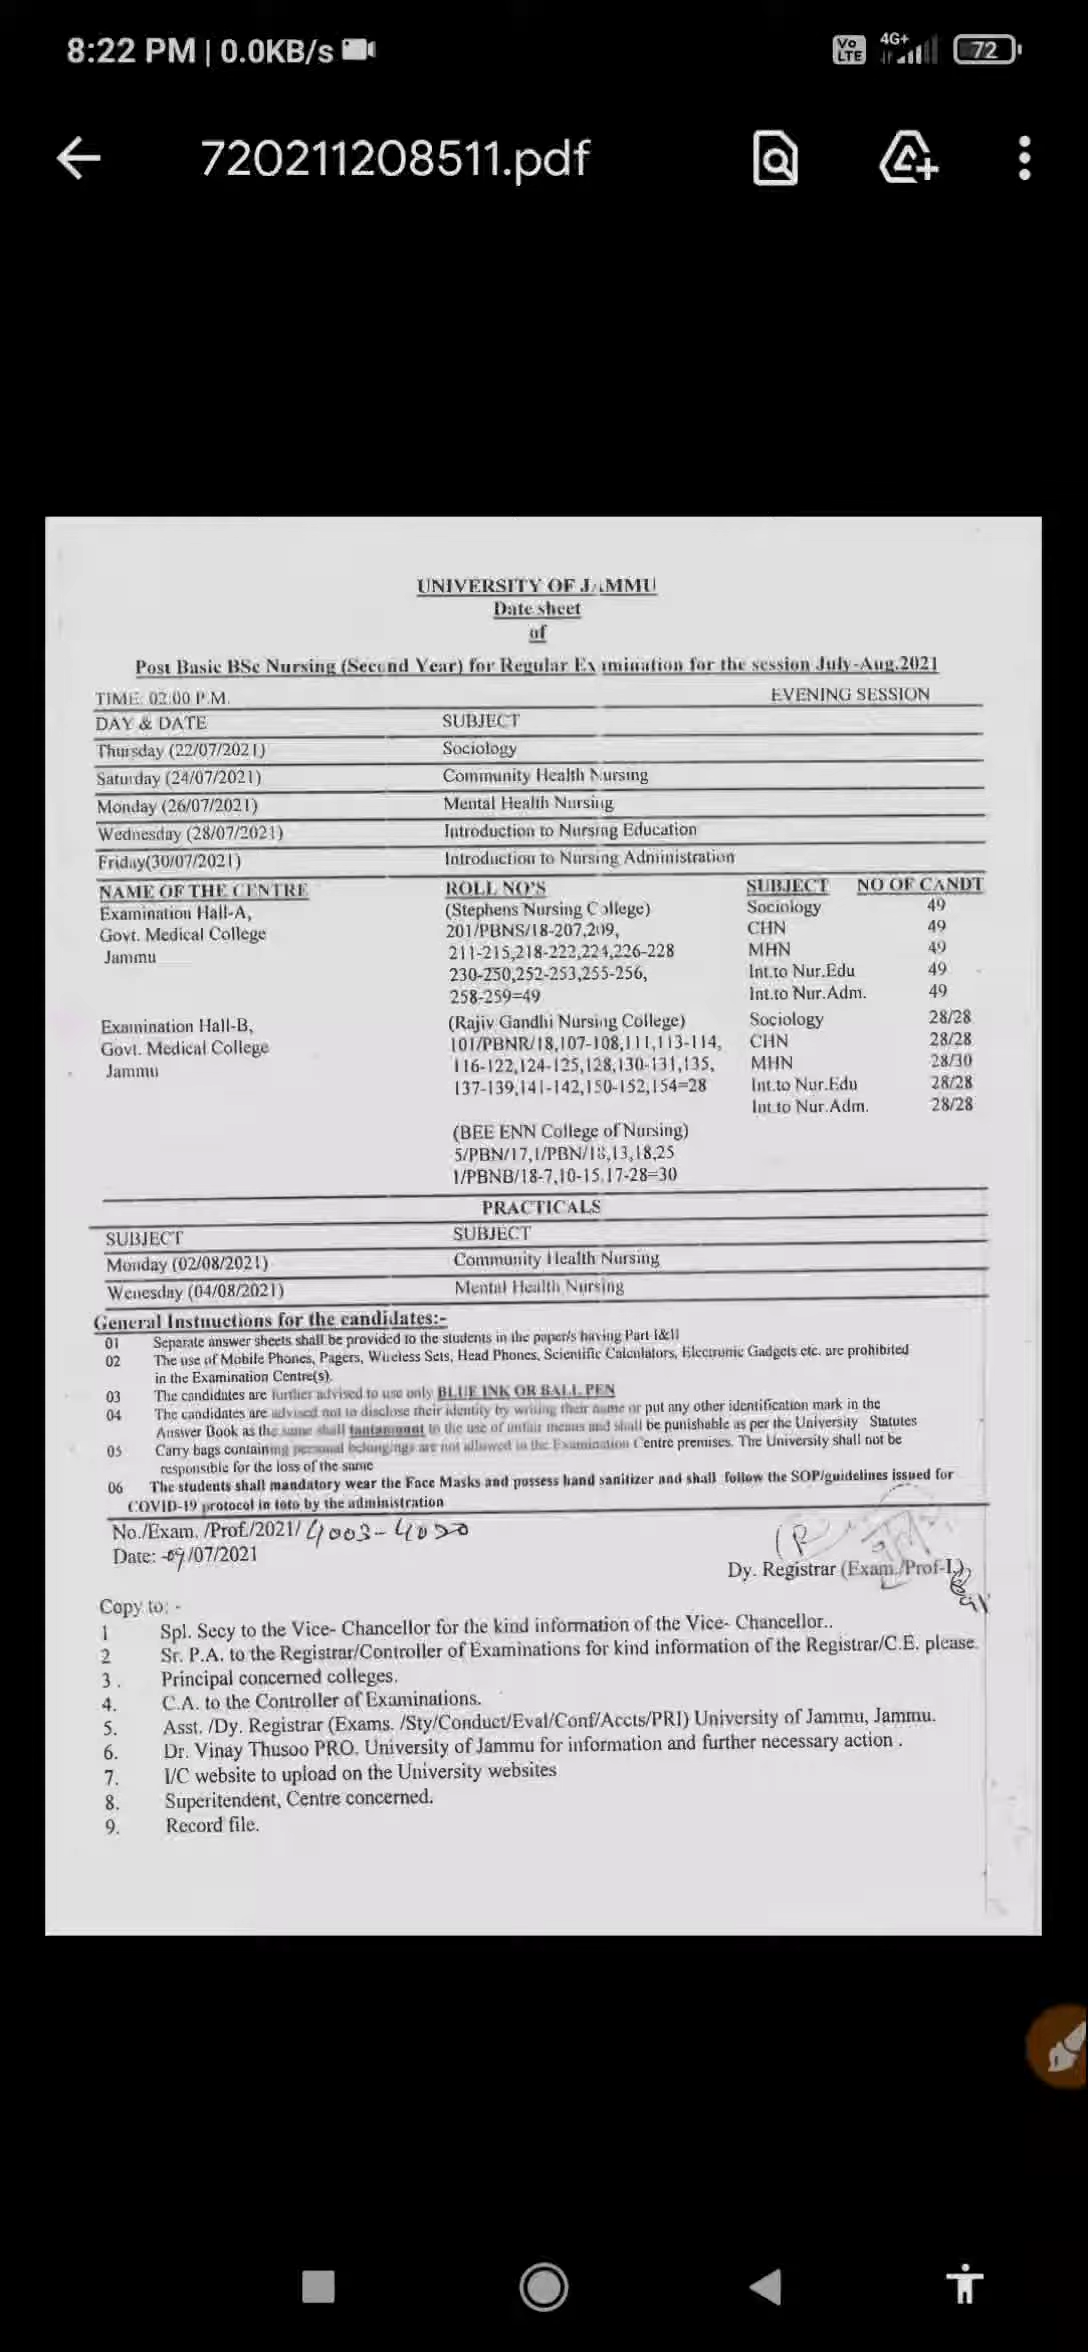 8:22 PM | 0.0KB/s
Vo LTE 4G+ 72
720211208511.pdf
UNIVERSITY OF JAMMU
Date sheet
of
Post Basic BSc Nursing (Second Year) for Regular Examination for the session July-Aug.2021
TIME: 02:00 P.M. EVENING SESSION
DAY & DATE SUBJECT
Thursday (22/07/2021) Sociology
Saturday (24/07/2021) Community Health Nursing
Monday (26/07/2021) Mental Health Nursing
Wednesday (28/07/2021) Introduction to Nursing Education
Friday(30/07/2021) Introduction to Nursing Administration
NAME OF THE CENTRE ROLL NO'S SUBJECT NO OF CANDT
Examination Hall-A, (Stephens Nursing College) Sociology 49
Govt. Medical College 201/PBNS/18-207,209, CHN 49
Jammu 211-215,218-222,224,226-228 MHN 49
230-250,252-253,255-256, Int.to Nur.Edu 49
258-259=49 Int.to Nur.Adm. 49
Examination Hall-B, (Rajiv Gandhi Nursing College) Sociology 28/28
Govt. Medical College 101/PBNR/18,107-108,111,113-114, CHN 28/28
Jammu 116-122,124-125,128,130-131,135, MHN 28/30
137-139,141-142,150-152,154=28 Int.to Nur.Edu 28/28
Int.to Nur.Adm. 28/28
(BEE ENN College of Nursing)
5/PBN/17,1/PBN/18,13,18,25
1/PBNB/18-7,10-15,17-28=30
PRACTICALS
SUBJECT SUBJECT
Monday (02/08/2021) Community Health Nursing
Wenesday (04/08/2021) Mental Health Nursing
General Instuuctions for the candidates:-
01 Separate answer sheets shall be provided to the students in the paper/s having Part I&II
02 The use of Mobile Phones, Pagers, Wireless Sets, Head Phones, Scientific Calculators, Electronic Gadgets etc. are prohibited
in the Examination Centre(s).
03 The candidates are further advised to use only BLUE INK OR BALL PEN
04 The candidates are advised not to disclose their identity by writing their name or put any other identification mark in the
Answer Book as the same shall tantamount to the use of unfair means and shall be punishable as per the University Statutes
05 Carry bags containing personal belongings are not allowed in the Examination Centre premises. The University shall not be
responsible for the loss of the same
06 The students shall mandatory wear the Face Masks and possess hand sanitizer and shall follow the SOP/guidelines issued for
COVID-19 protocol in toto by the administration
No./Exam. /Prof./2021/ 4003-4020
Date: 09/07/2021
Dy. Registrar (Exam./Prof-I)
Copy to: -
1 Spl. Secy to the Vice- Chancellor for the kind information of the Vice- Chancellor..
2 Sr. P.A. to the Registrar/Controller of Examinations for kind information of the Registrar/C.E. please.
3. Principal concerned colleges.
4. C.A. to the Controller of Examinations.
5. Asst. /Dy. Registrar (Exams. /Sty/Conduct/Eval/Conf/Accts/PRI) University of Jammu, Jammu.
6. Dr. Vinay Thusoo PRO. University of Jammu for information and further necessary action .
7. I/C website to upload on the University websites
8. Superitendent, Centre concerned.
9. Record file.